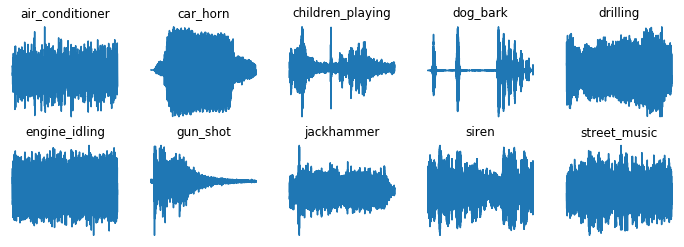 air_conditioner
car_horn
children_playing
dog_bark
drilling
engine_idling
gun_shot
jackhammer
siren
street_music